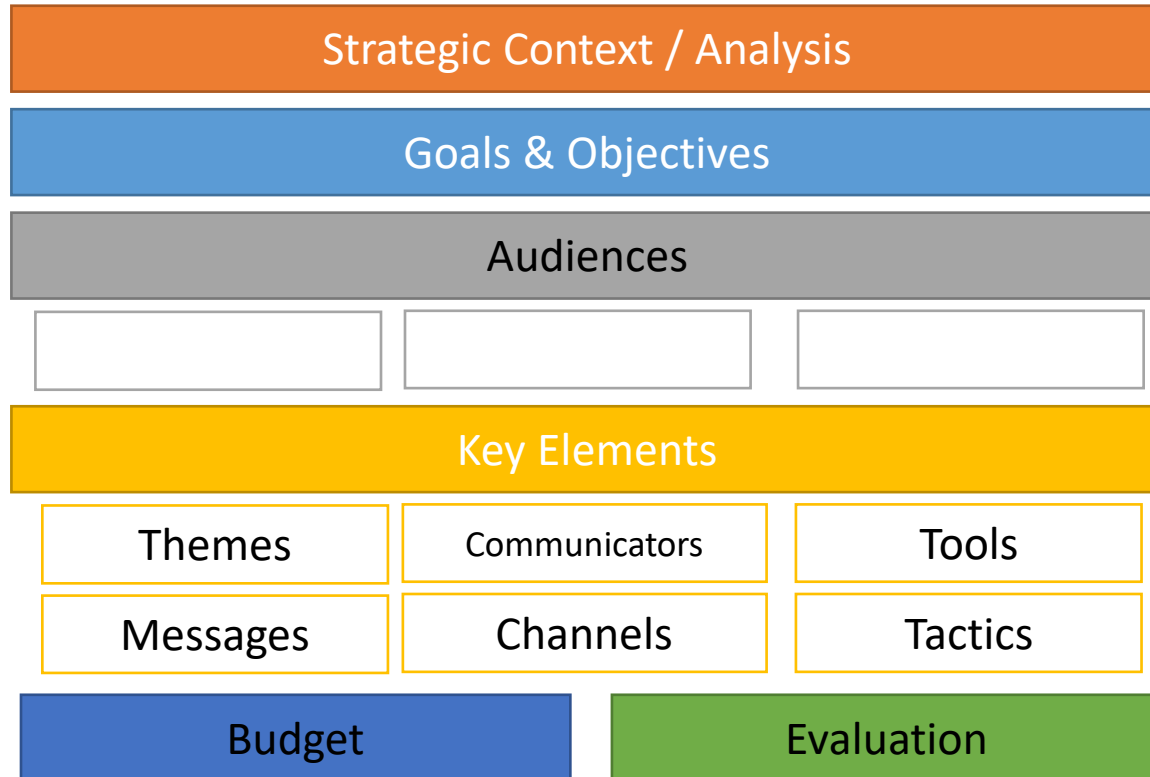 Strategic Context / Analysis
Goals & Objectives
Audiences
Key Elements
Themes
Communicators
Tools
Messages
Channels
Tactics
Budget
Evaluation